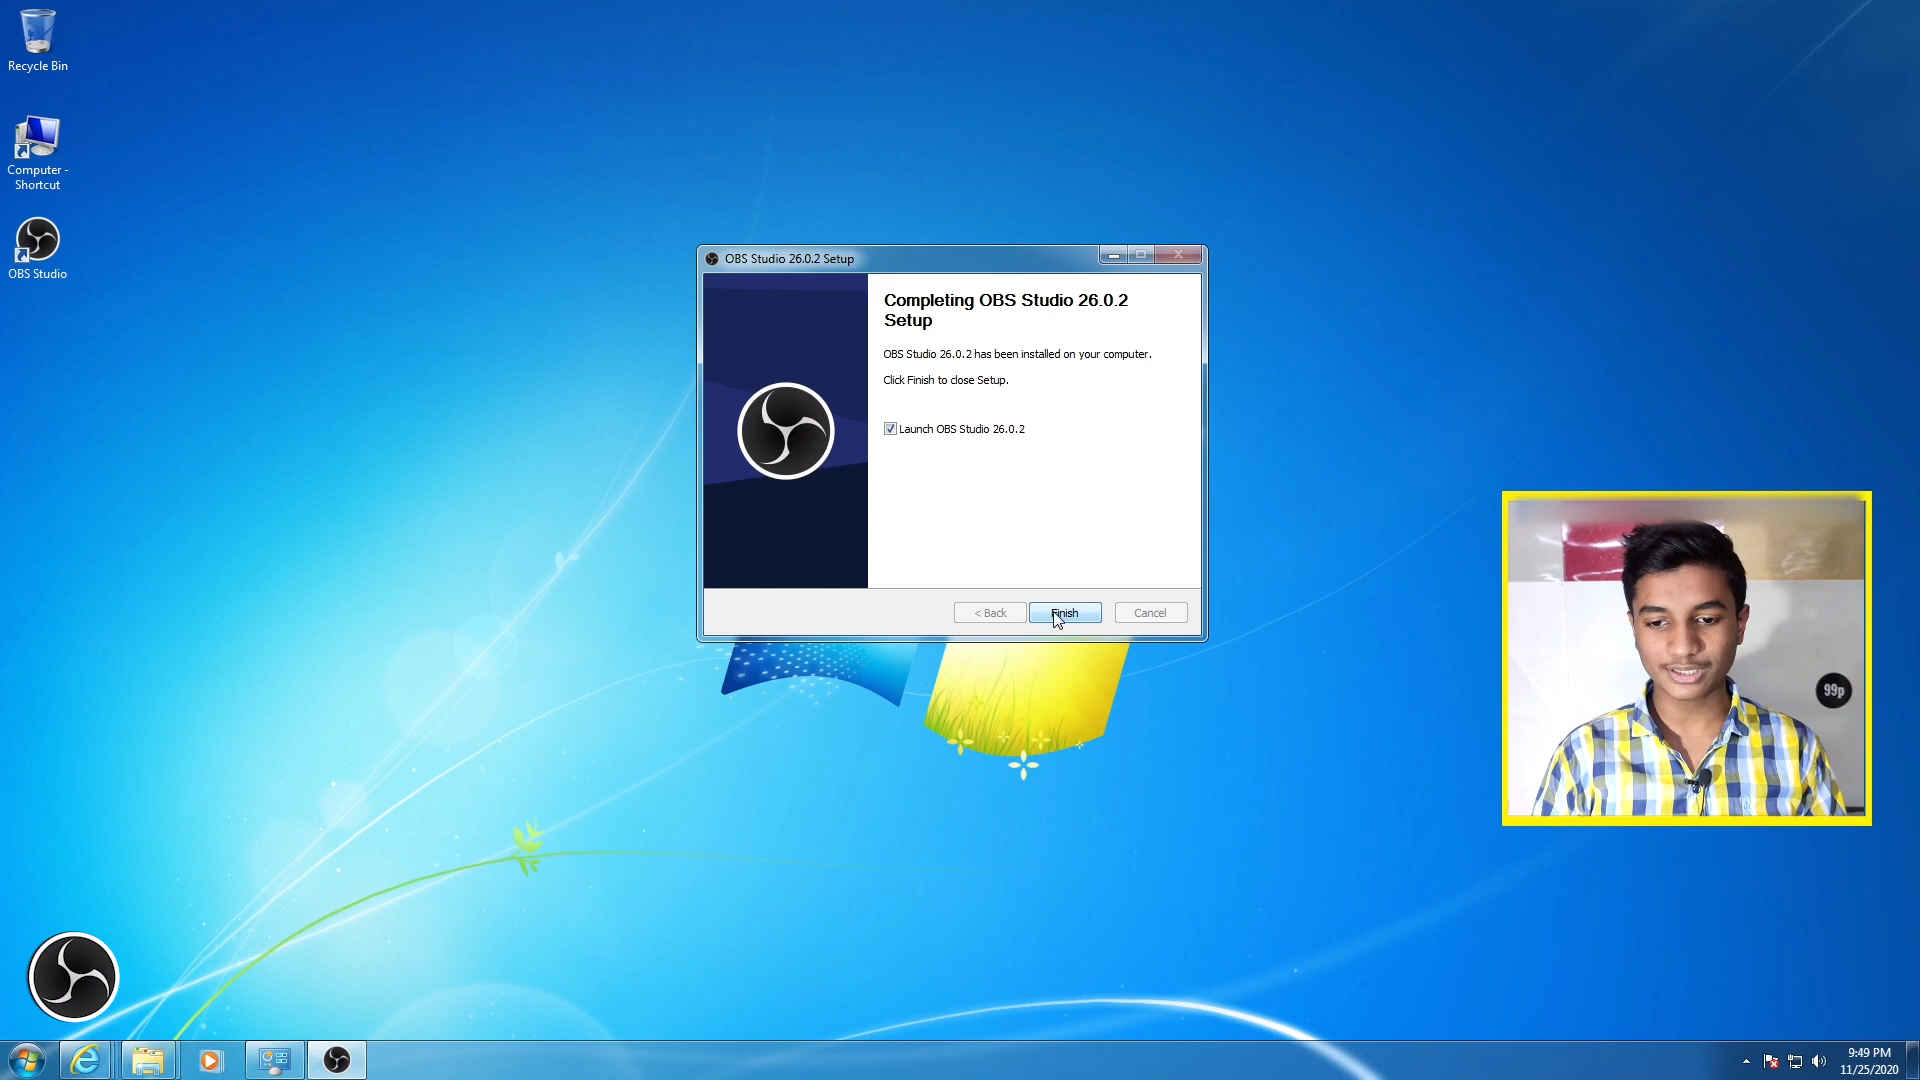 Recycle Bin
Computer -
Shortcut
OBS Studio
OBS Studio 26.0.2 Setup
Completing OBS Studio 26.0.2
Setup
OBS Studio 26.0.2 has been installed on your computer.
Click Finish to close Setup.
Launch OBS Studio 26.0.2
< Back
Finish
Cancel
99p
9:49 PM
11/25/2020